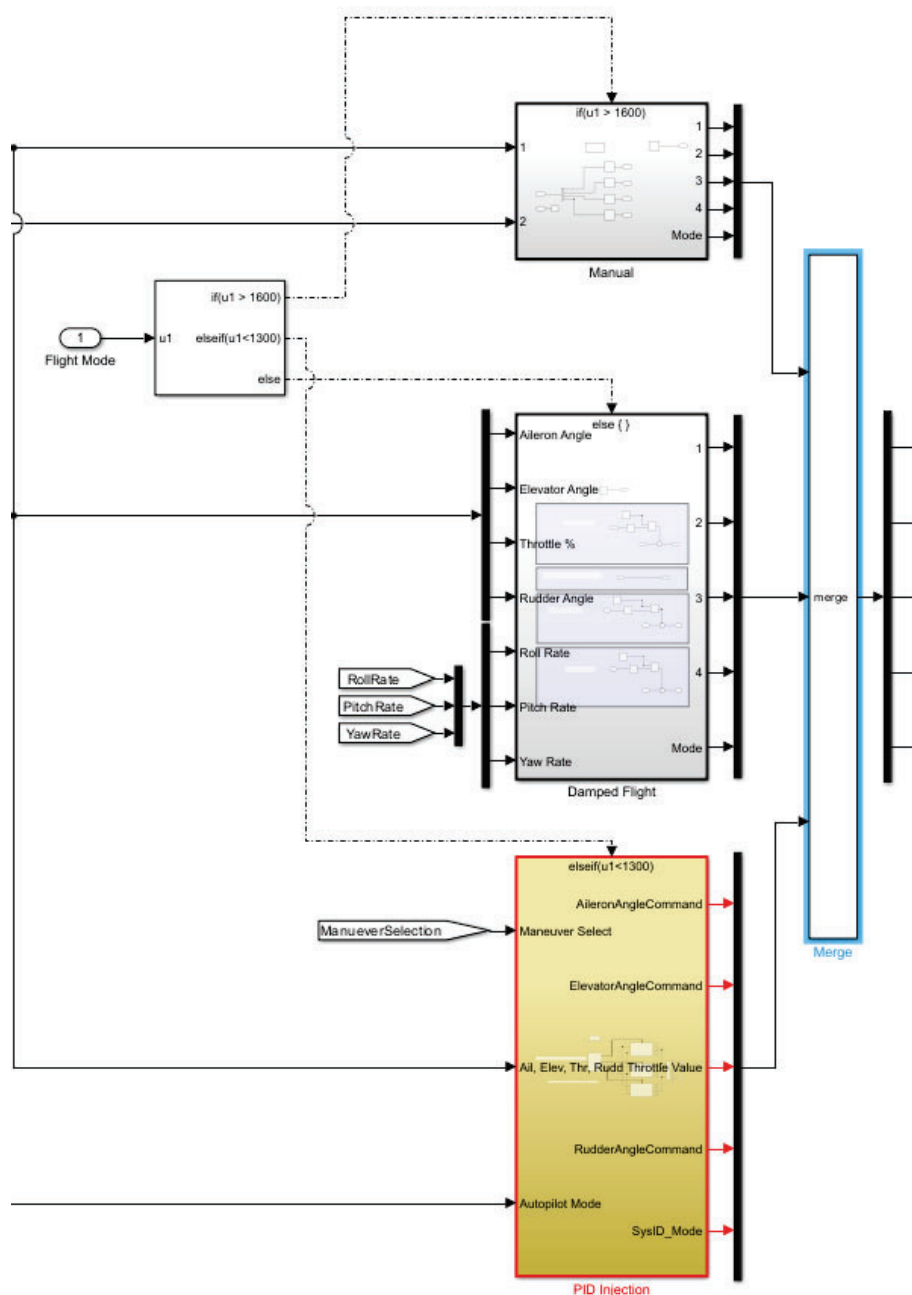 if(u1 > 1600)
1
1
2
3
2
4
Mode
Manual
if(u1 > 1600)
1
u1
elseif(u1<1300)
Flight Mode
else
else { }
Aileron Angle
1
Elevator Angle
2
Throttle %
merge
Rudder Angle
3
Roll Rate
4
RollRate
PitchRate
Pitch Rate
YawRate
Mode
Yaw Rate
Damped Flight
elseif(u1<1300)
AileronAngleCommand
ManueverSelection
Maneuver Select
Merge
ElevatorAngleCommand
Ail, Elev, Thr, Rudd Throttle Value
RudderAngleCommand
Autopilot Mode
SysID_Mode
PID Injection